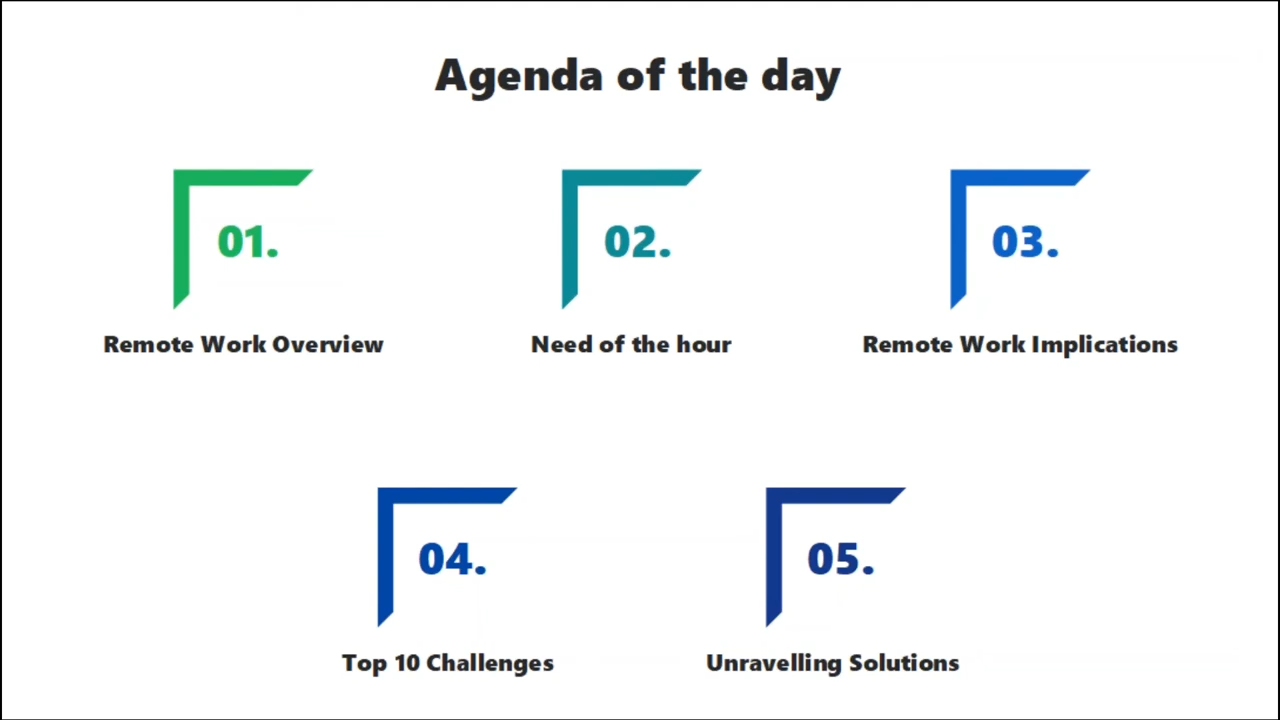 Agenda of the day
01.
Remote Work Overview
02.
Need of the hour
03.
Remote Work Implications
04.
Top 10 Challenges
05.
Unravelling Solutions